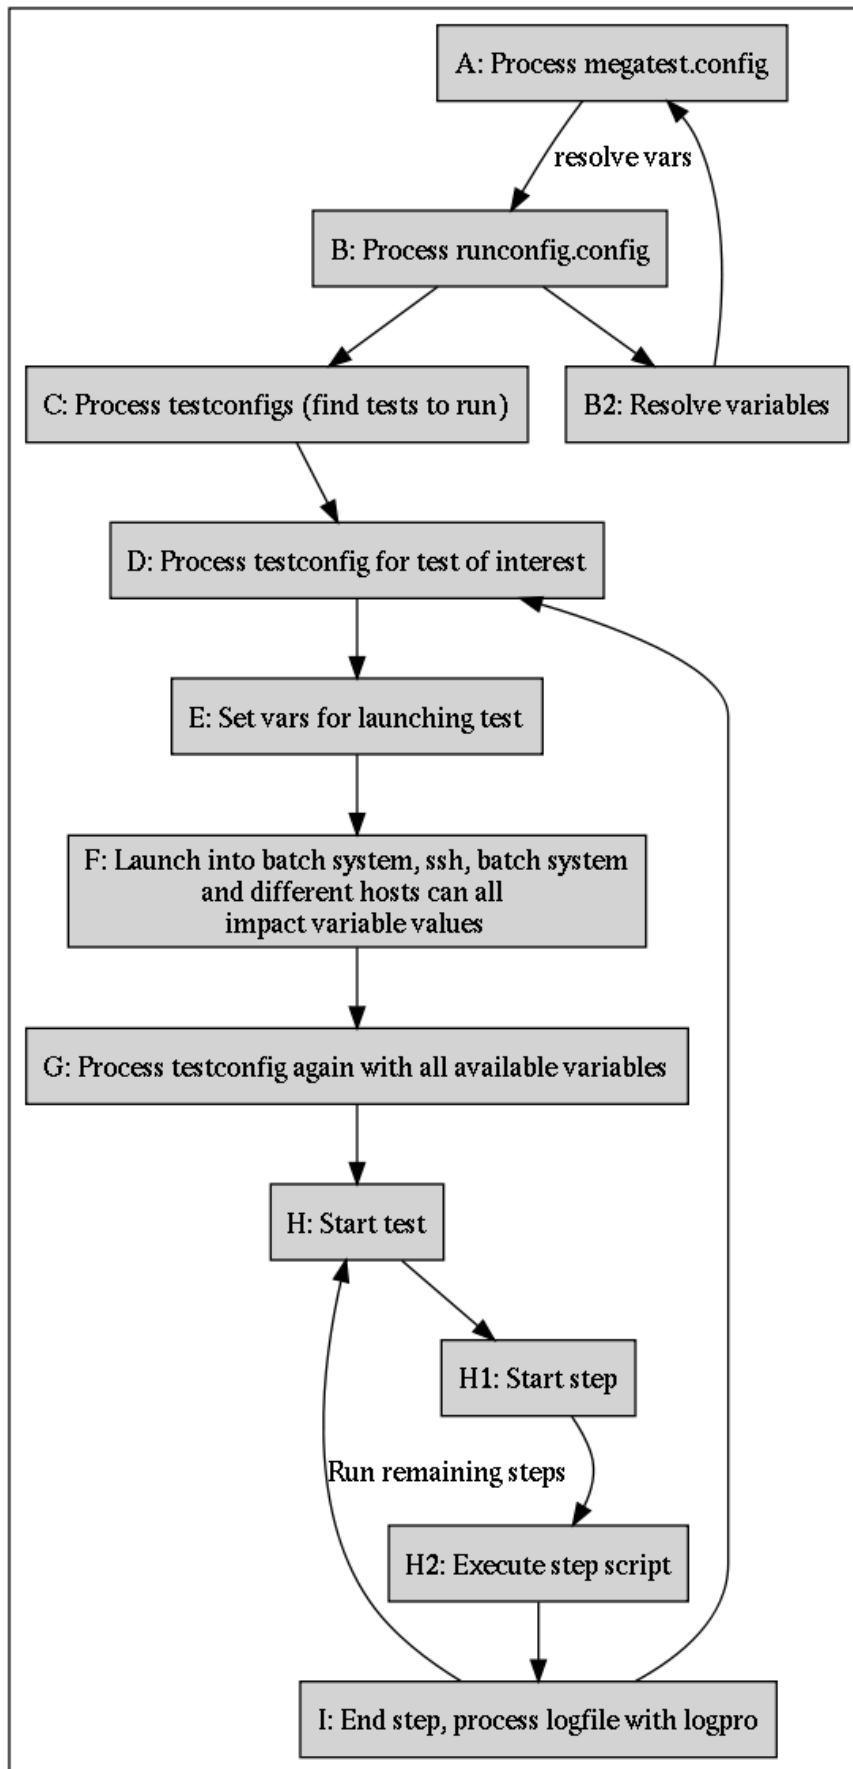 A: Process megatest.config
resolve vars
B: Process runconfig.config
C: Process testconfigs (find tests to run)
B2: Resolve variables
D: Process testconfig for test of interest
E: Set vars for launching test
F: Launch into batch system, ssh, batch system
and different hosts can all
impact variable values
G: Process testconfig again with all available variables
H: Start test
H1: Start step
Run remaining steps
H2: Execute step script
I: End step, process logfile with logpro